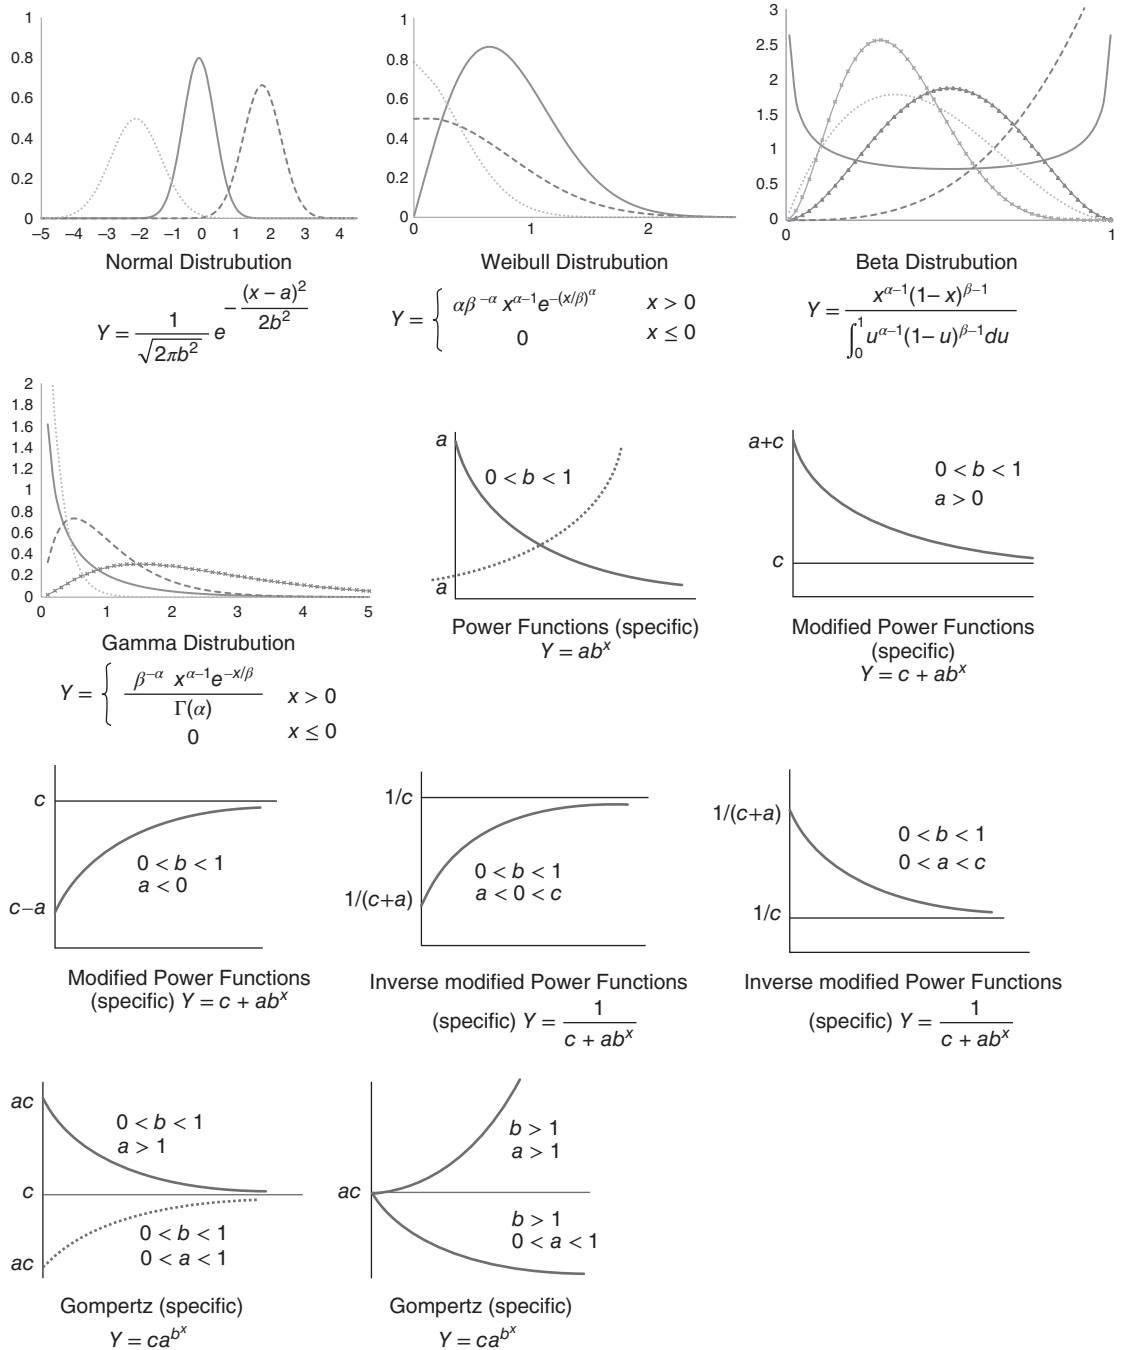 1
0.8
0.6
0.4
0.2
0
–5 –4 –3 –2 –1 0 1 2 3 4
Normal Distrubution
Y = 1 / √(2πb²) e^(−(x – a)² / 2b²)
1
0.8
0.6
0.4
0.2
0
0 1 2
Weibull Distrubution
Y = { αβ^(–α) x^(α–1) e^(–(x/β)^α) x > 0
0 x ≤ 0
3
2.5
2
1.5
1
0.5
0
0 1
Beta Distrubution
Y = x^(α–1)(1– x)^(β–1) / ∫₀¹ u^(α–1)(1– u)^(β–1) du
2
1.8
1.6
1.4
1.2
1
0.8
0.6
0.4
0.2
0
0 1 2 3 4 5
Gamma Distrubution
Y = { β^(–α) x^(α–1) e^(–x/β) / Γ(α) x > 0
0 x ≤ 0
a
0 < b < 1
a
Power Functions (specific)
Y = ab^x
a+c
0 < b < 1
a > 0
c
Modified Power Functions
(specific)
Y = c + ab^x
c
0 < b < 1
a < 0
c–a
Modified Power Functions
(specific) Y = c + ab^x
1/c
0 < b < 1
a < 0 < c
1/(c+a)
Inverse modified Power Functions
(specific) Y = 1 / (c + ab^x)
1/(c+a)
0 < b < 1
0 < a < c
1/c
Inverse modified Power Functions
(specific) Y = 1 / (c + ab^x)
ac
0 < b < 1
a > 1
c
0 < b < 1
0 < a < 1
ac
Gompertz (specific)
Y = ca^(b^x)
b > 1
a > 1
ac
b > 1
0 < a < 1
Gompertz (specific)
Y = ca^(b^x)